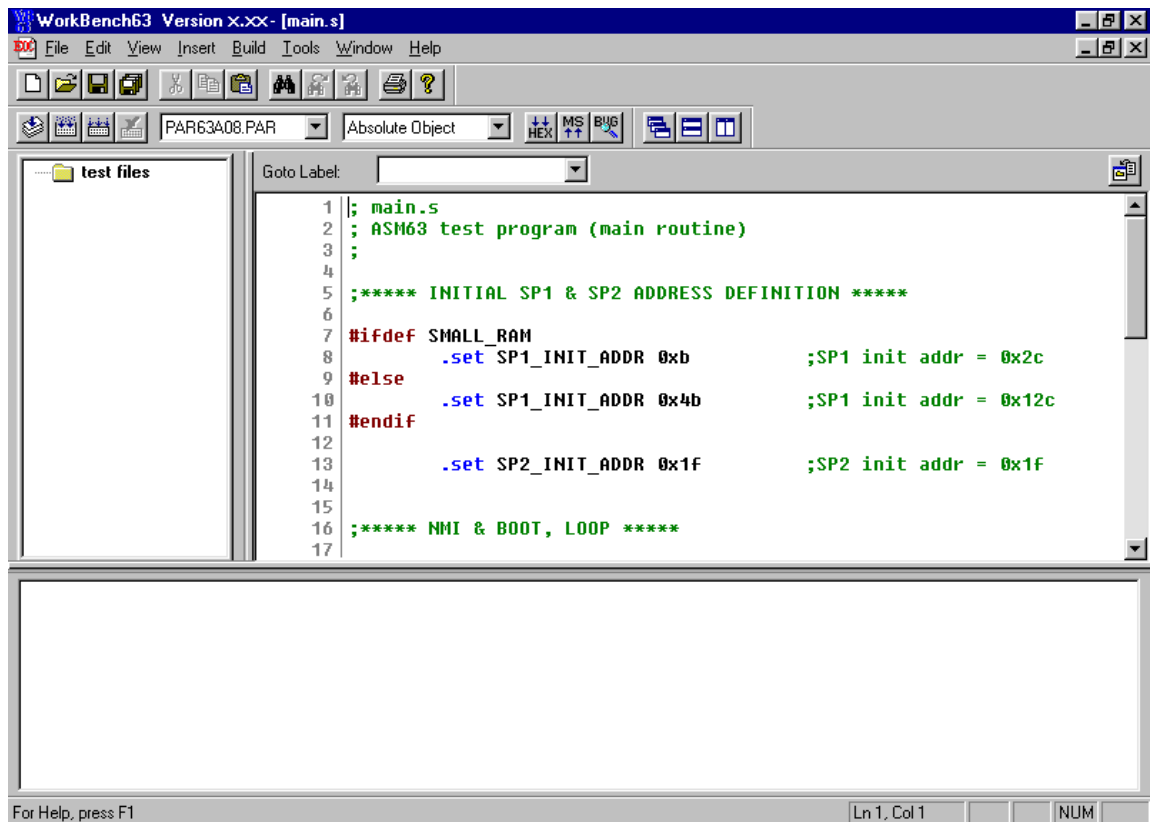 WorkBench63 Version x.xx- [main.s]
File Edit View Insert Build Tools Window Help
PAR63A08.PAR Absolute Object HEX MS BUG
test files
Goto Label:
1 ; main.s
2 ; ASM63 test program (main routine)
3 ;
4
5 ;***** INITIAL SP1 & SP2 ADDRESS DEFINITION *****
6
7 #ifdef SMALL_RAM
8 .set SP1_INIT_ADDR 0xb ;SP1 init addr = 0x2c
9 #else
10 .set SP1_INIT_ADDR 0x4b ;SP1 init addr = 0x12c
11 #endif
12
13 .set SP2_INIT_ADDR 0x1f ;SP2 init addr = 0x1f
14
15
16 ;***** NMI & BOOT, LOOP *****
17
For Help, press F1 Ln 1, Col 1 NUM